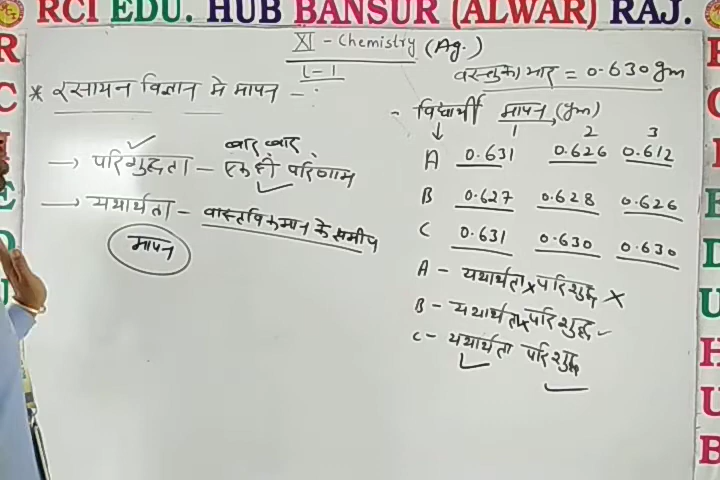 RCI EDU. HUB BANSUR (ALWAR) RAJ.
XI - Chemistry (Ag.)
L-1
* रसायन विज्ञान मे मापन -:
→ परिशुद्धता - बार बार एक ही परिणाम
→ यथार्थता - वास्तविक मान के समीप
मापन
वस्तु का भार = 0.630 gm
- विद्यार्थी मापन (gm)
↓ 1 2 3
A 0.631 0.626 0.612
B 0.627 0.628 0.626
C 0.631 0.630 0.630
A - यथार्थता x परिशुद्ध x
B - यथार्थता x परिशुद्ध ✓
C - यथार्थता परिशुद्ध
✓ ✓
R
C
E
D
U
H
U
B